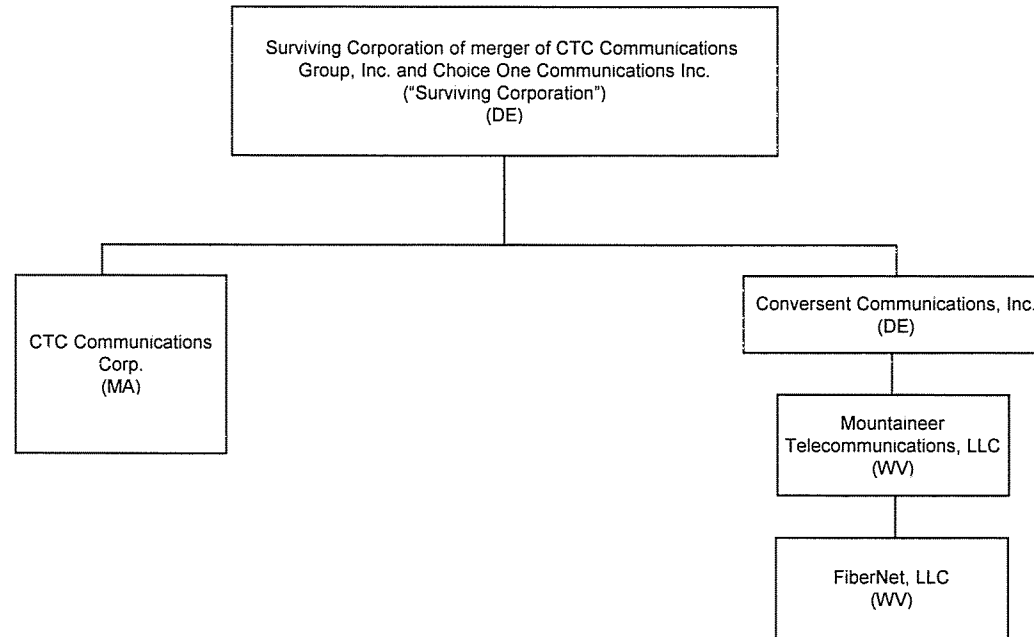 Surviving Corporation of merger of CTC Communications
Group, Inc. and Choice One Communications Inc.
("Surviving Corporation")
(DE)
CTC Communications
Corp.
(MA)
Conversent Communications, Inc.
(DE)
Mountaineer
Telecommunications, LLC
(WV)
FiberNet, LLC
(WV)